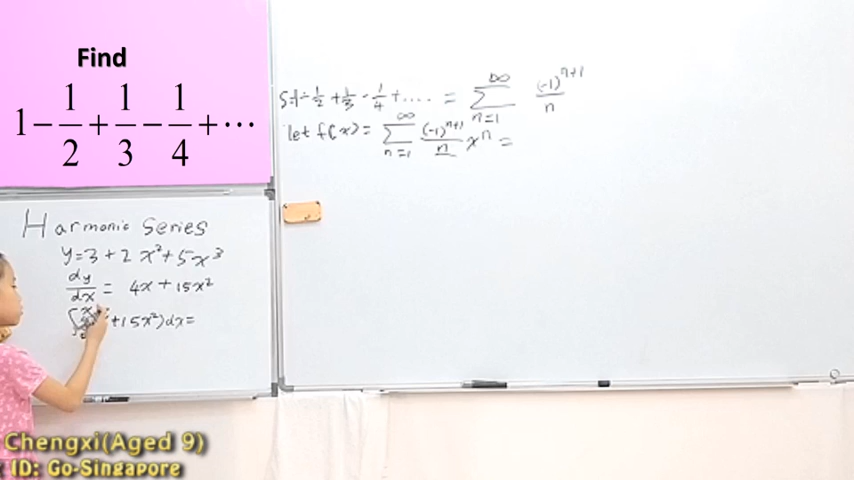 Find
1 − 1/2 + 1/3 − 1/4 + ⋯
S=1-1/2+1/3-1/4+.... = ∑_{n=1}^{∞} (-1)^{n+1}/n
let f(x)= ∑_{n=1}^{∞} (-1)^{n+1}/n x^n =
Harmonic Series
y=3+2x²+5x³
dy/dx = 4x+15x²
+15x²)dx=
Chengxi(Aged 9)
ID: Go-Singapore